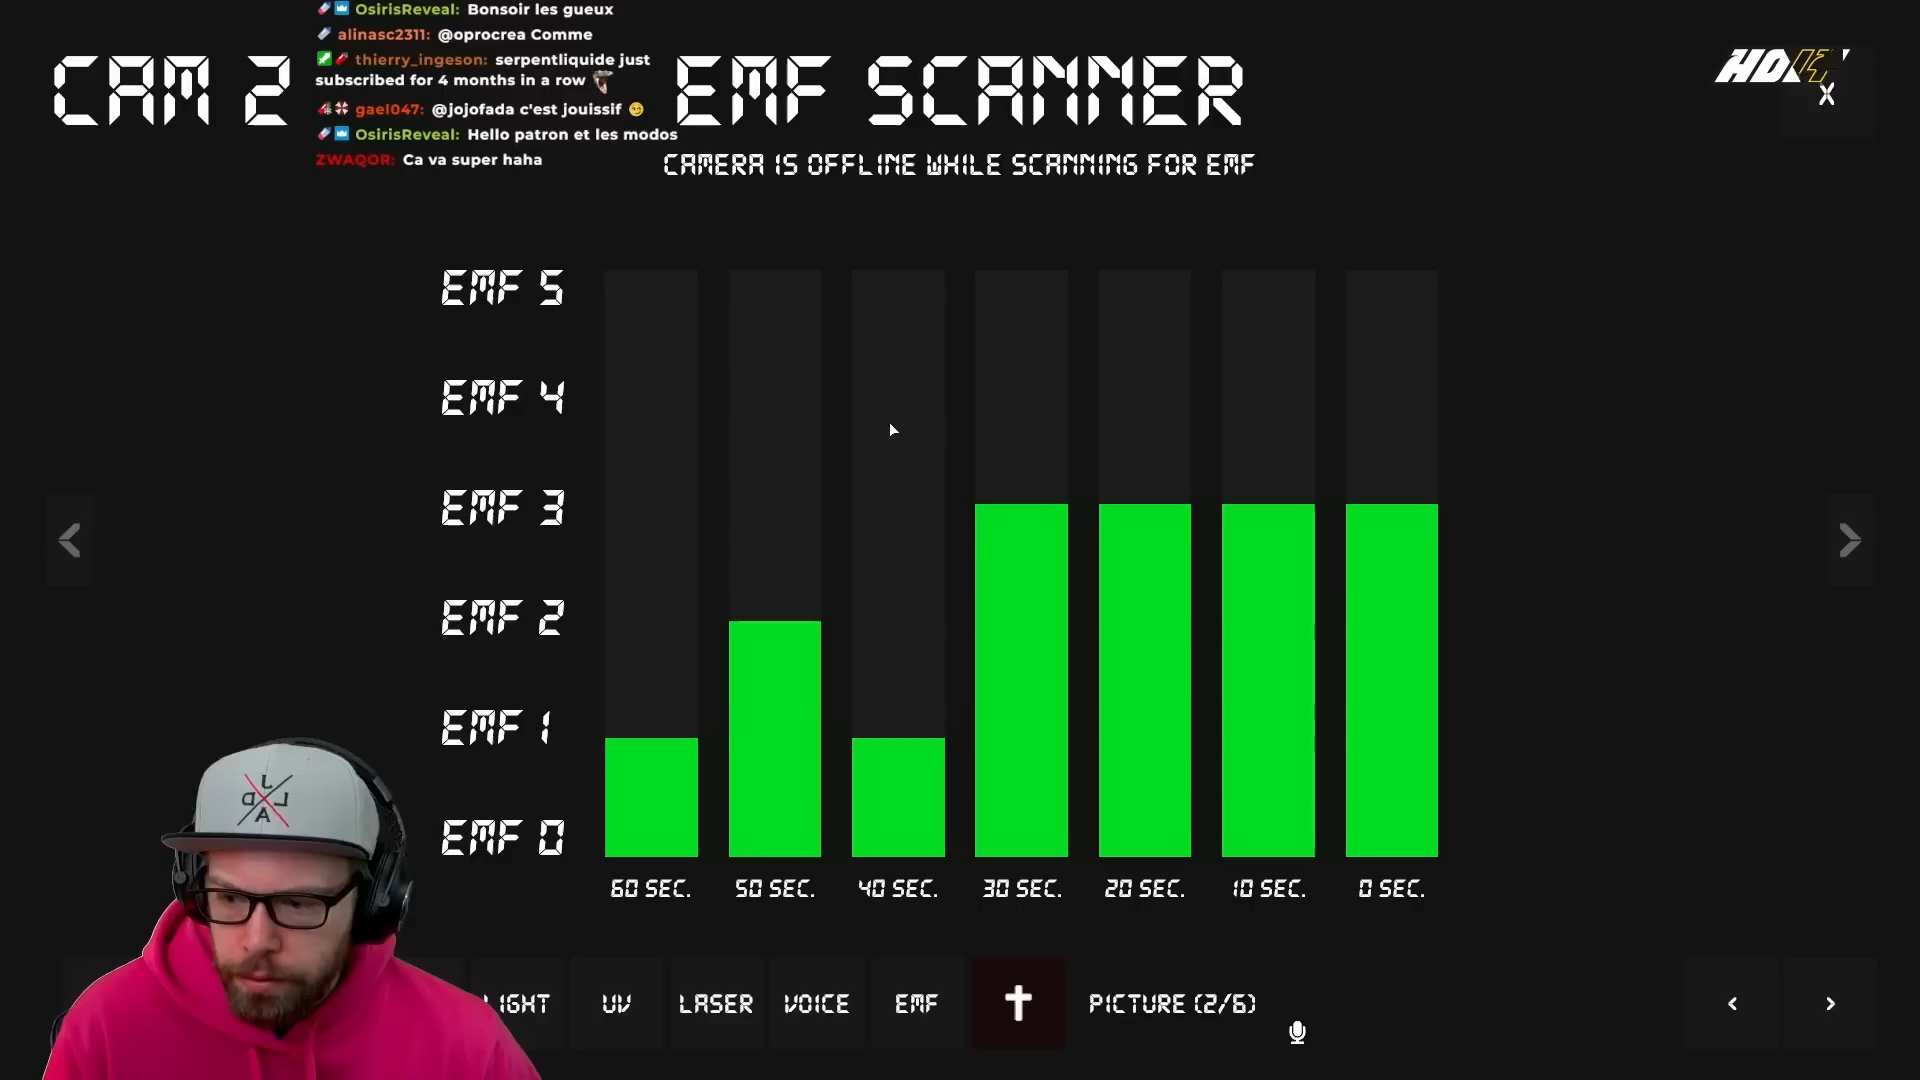 OsirisReveal: Bonsoir les gueux
alinasc2311: @oprocrea Comme
thierry_ingeson: serpentliquide just
subscribed for 4 months in a row
gael047: @jojofada c'est jouissif
OsirisReveal: Hello patron et les modos
ZWAQOR: Ca va super haha
CAM 2
EMF SCANNER
CAMERA IS OFFLINE WHILE SCANNING FOR EMF
X
EMF 5
EMF 4
EMF 3
EMF 2
EMF 1
EMF 0
60 SEC. 50 SEC. 40 SEC. 30 SEC. 20 SEC. 10 SEC. 0 SEC.
LIGHT UV LASER VOICE EMF PICTURE (2/6)